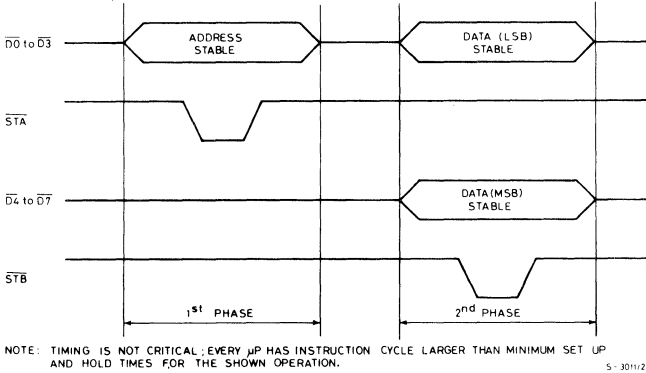 D0 to D3
ADDRESS
STABLE
DATA (LSB)
STABLE
STA
D4 to D7
DATA(MSB)
STABLE
STB
1st PHASE
2nd PHASE
NOTE: TIMING IS NOT CRITICAL; EVERY µP HAS INSTRUCTION CYCLE LARGER THAN MINIMUM SET UP
AND HOLD TIMES FOR THE SHOWN OPERATION.
S-3011/2